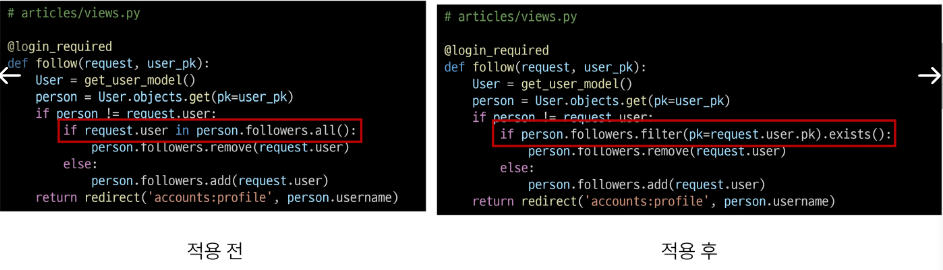 # articles/views.py
@login_required
def follow(request, user_pk):
    User = get_user_model()
    person = User.objects.get(pk=user_pk)
    if person != request.user:
        if request.user in person.followers.all():
            person.followers.remove(request.user)
        else:
            person.followers.add(request.user)
    return redirect('accounts:profile', person.username)
적용 전
# articles/views.py
@login_required
def follow(request, user_pk):
    User = get_user_model()
    person = User.objects.get(pk=user_pk)
    if person != request.user:
        if person.followers.filter(pk=request.user.pk).exists():
            person.followers.remove(request.user)
        else:
            person.followers.add(request.user)
    return redirect('accounts:profile', person.username)
적용 후